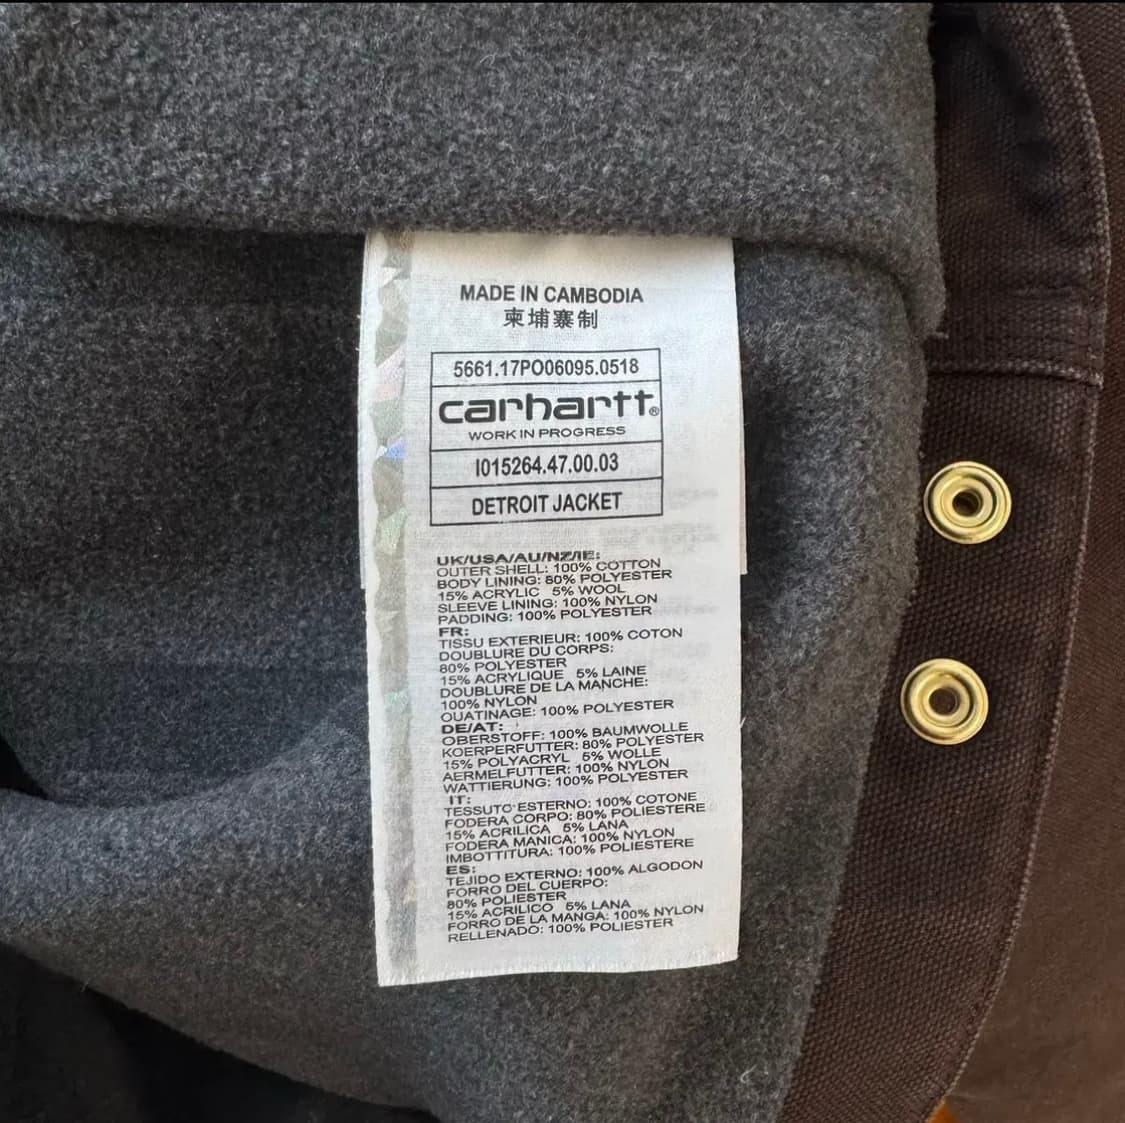 MADE IN CAMBODIA
柬埔寨制
5661.17PO06095.0518
carhartt®
WORK IN PROGRESS
I015264.47.00.03
DETROIT JACKET
UK/USA/AU/NZ/IE:
OUTER SHELL: 100% COTTON
BODY LINING: 80% POLYESTER
15% ACRYLIC 5% WOOL
SLEEVE LINING: 100% NYLON
PADDING: 100% POLYESTER
FR:
TISSU EXTERIEUR: 100% COTON
DOUBLURE DU CORPS:
80% POLYESTER
15% ACRYLIQUE 5% LAINE
DOUBLURE DE LA MANCHE:
100% NYLON
OUATINAGE: 100% POLYESTER
DE/AT:
OBERSTOFF: 100% BAUMWOLLE
KOERPERFUTTER: 80% POLYESTER
15% POLYACRYL 5% WOLLE
AERMELFUTTER: 100% NYLON
WATTIERUNG: 100% POLYESTER
IT:
TESSUTO ESTERNO: 100% COTONE
FODERA CORPO: 80% POLIESTERE
15% ACRILICA 5% LANA
FODERA MANICA: 100% NYLON
IMBOTTITURA: 100% POLIESTERE
ES:
TEJIDO EXTERNO: 100% ALGODON
FORRO DEL CUERPO:
80% POLIESTER
15% ACRILICO 5% LANA
FORRO DE LA MANGA: 100% NYLON
RELLENADO: 100% POLIESTER